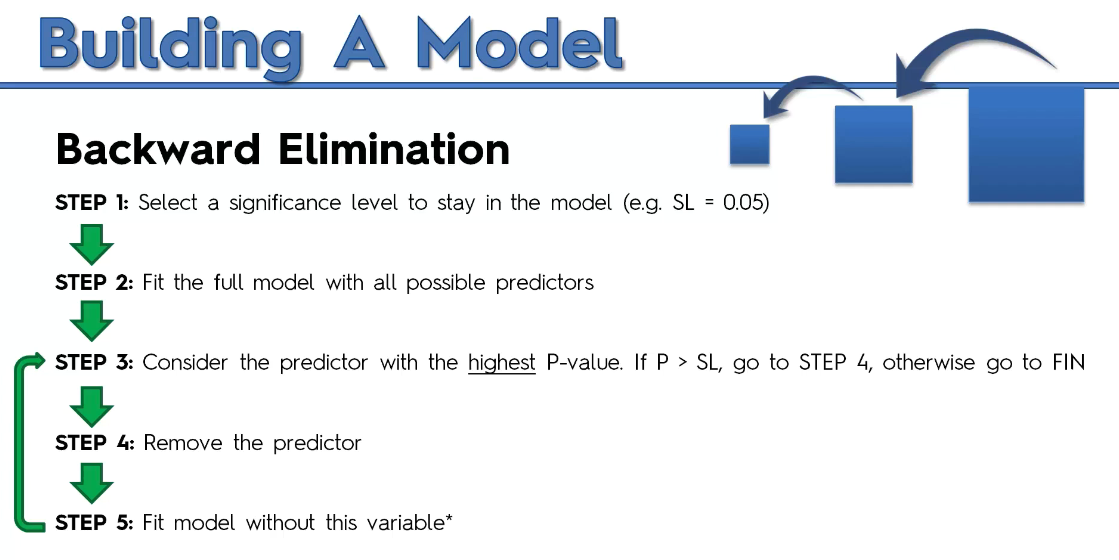 Building A Model
Backward Elimination
STEP 1: Select a significance level to stay in the model (e.g. SL = 0.05)
STEP 2: Fit the full model with all possible predictors
STEP 3: Consider the predictor with the highest P-value. If P > SL, go to STEP 4, otherwise go to FIN
STEP 4: Remove the predictor
STEP 5: Fit model without this variable*